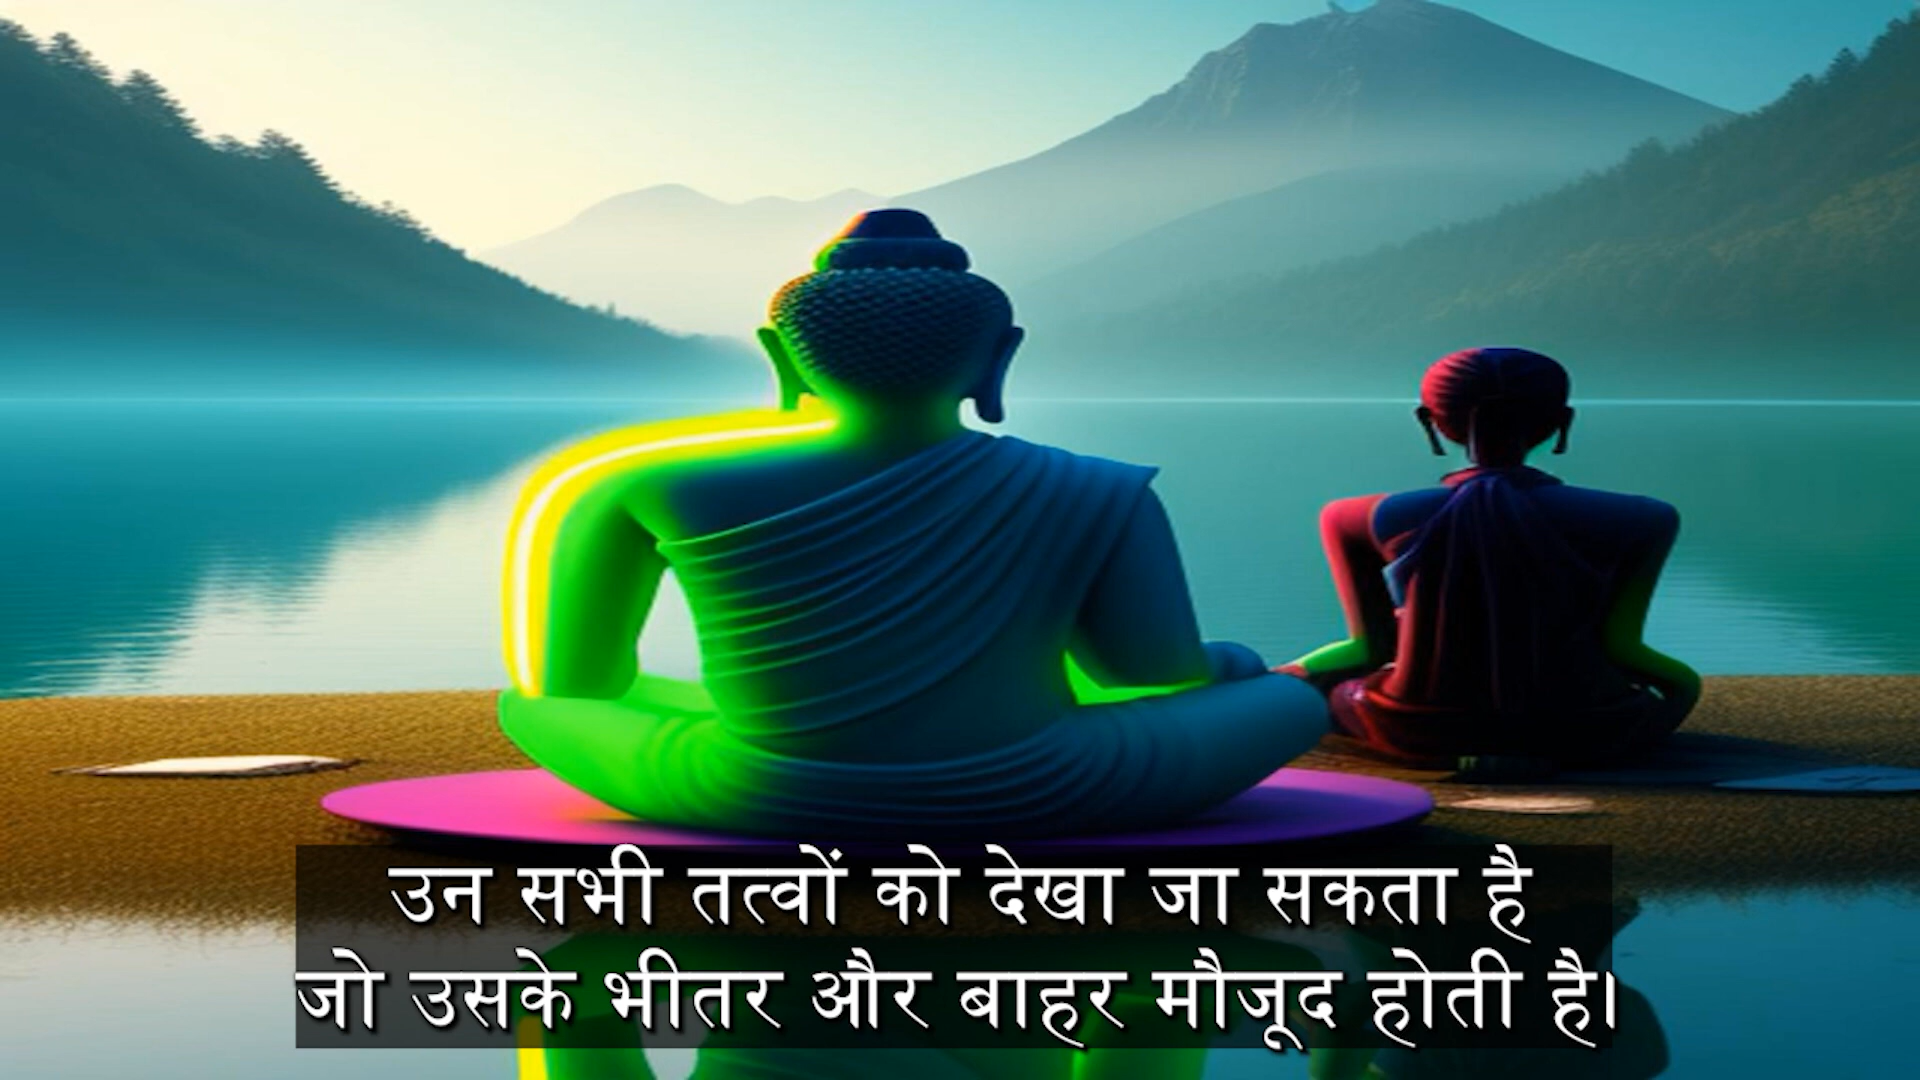 उन सभी तत्वों को देखा जा सकता है
जो उसके भीतर और बाहर मौजूद होती है।